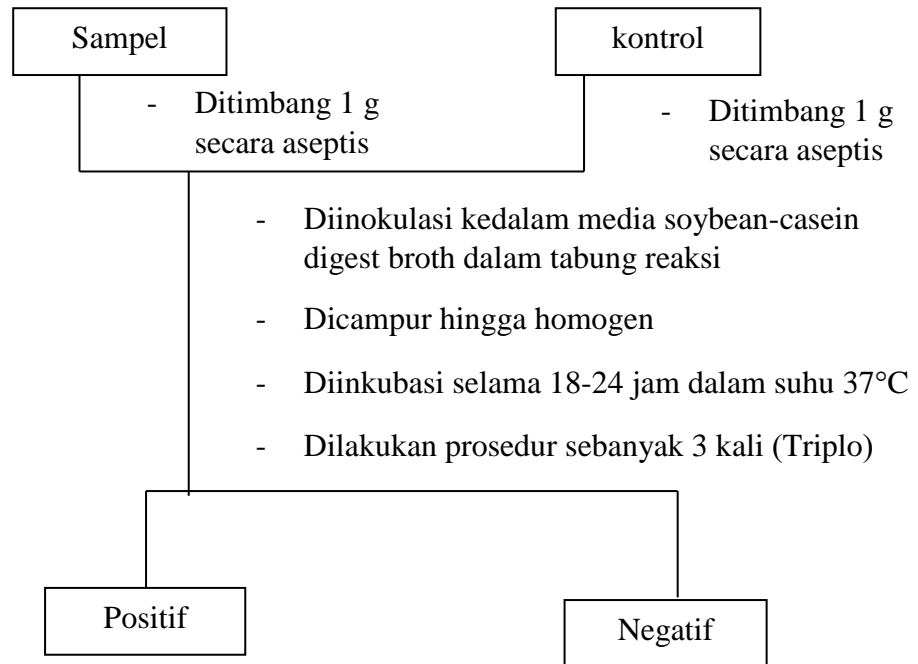 Sampel
kontrol
- Ditimbang 1 g
secara aseptis
- Ditimbang 1 g
secara aseptis
- Diinokulasi kedalam media soybean-casein
digest broth dalam tabung reaksi
- Dicampur hingga homogen
- Diinkubasi selama 18-24 jam dalam suhu 37°C
- Dilakukan prosedur sebanyak 3 kali (Triplo)
Positif
Negatif